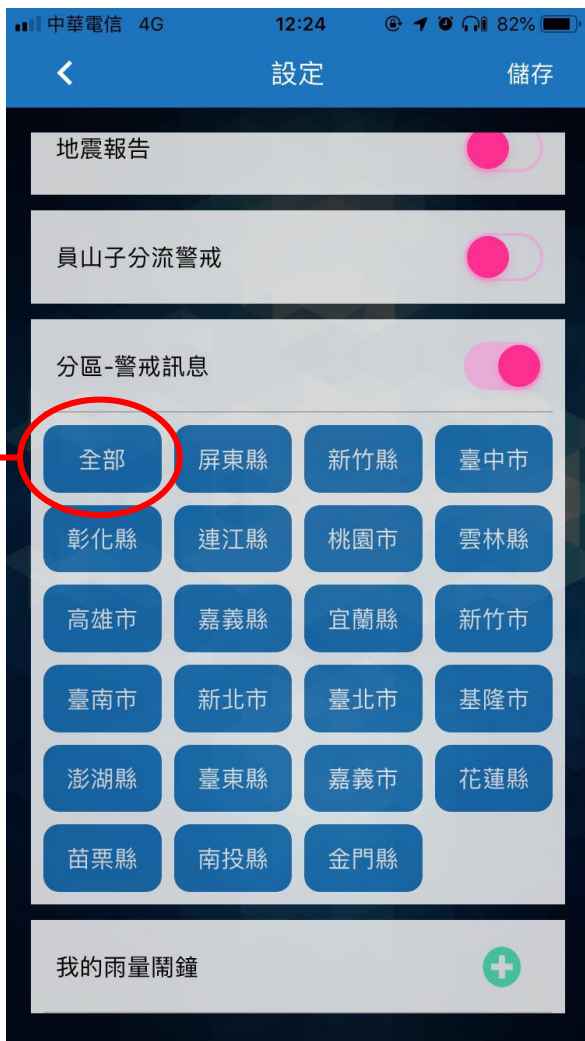 中華電信 4G 12:24 82%
設定 儲存
地震報告
員山子分流警戒
分區-警戒訊息
全部 屏東縣 新竹縣 臺中市
彰化縣 連江縣 桃園市 雲林縣
高雄市 嘉義縣 宜蘭縣 新竹市
臺南市 新北市 臺北市 基隆市
澎湖縣 臺東縣 嘉義市 花蓮縣
苗栗縣 南投縣 金門縣
我的雨量鬧鐘